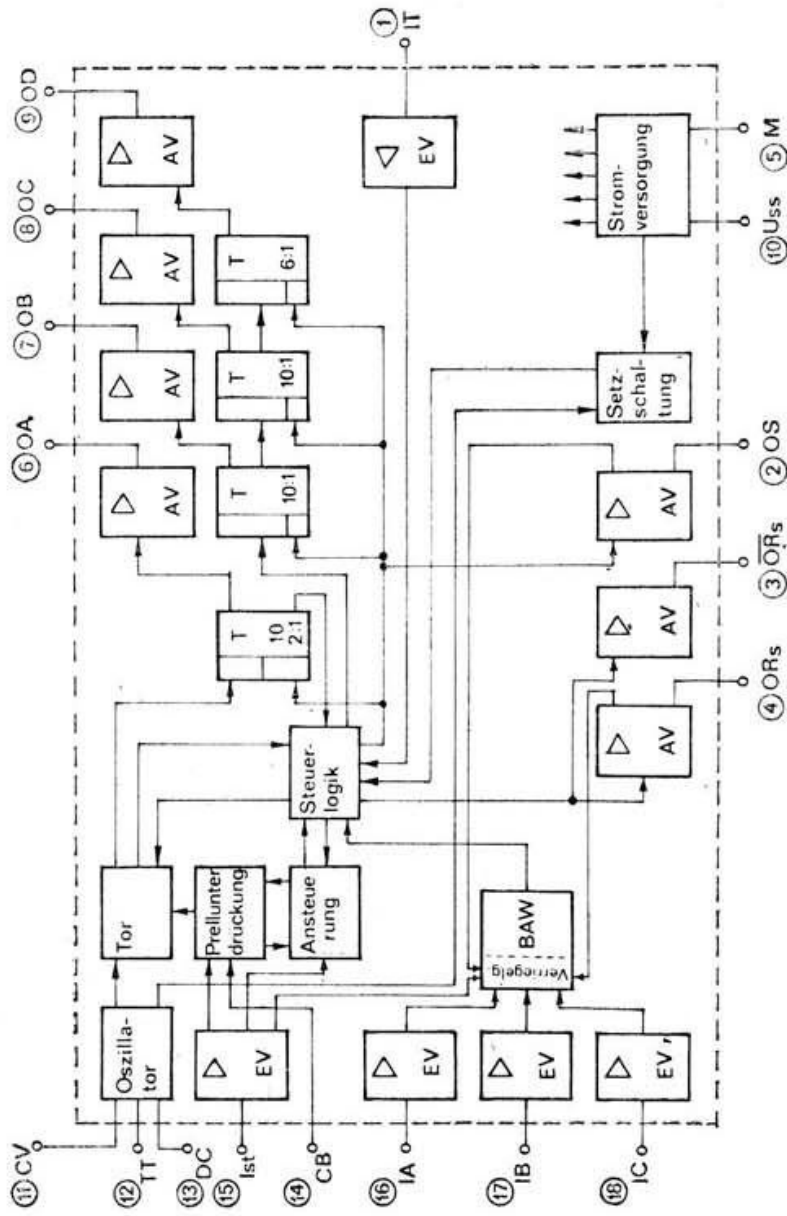 11 CV
12 TT
13 DC
15 Ist
14 CB
16 IA
17 IB
18 IC
Oszilla-
tor
EV
EV
EV
EV
Tor
Prellunter
drückung
Ansteue
rung
Verriegelg
BAW
Steuer-
logik
T
10
2:1
T
10:1
T
10:1
T
6:1
AV
AV
AV
AV
6 OA
7 OB
8 OC
9 OD
EV
1 IT
AV
AV
AV
4 ORs
3 ORs
2 OS
Setz-
schal-
tung
Strom-
versorgung
10 Uss
5 M